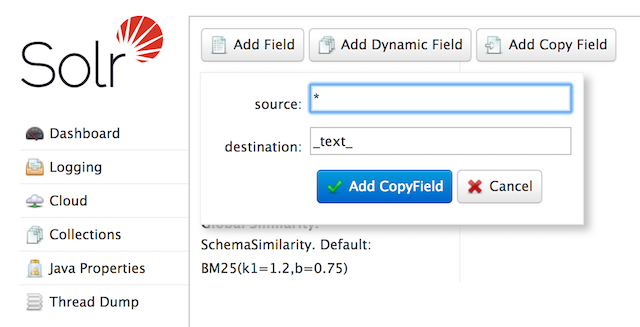 Solr
Add Field
Add Dynamic Field
Add Copy Field
source: *
destination: _text_
Add CopyField
Cancel
Dashboard
Logging
Cloud
Collections
Java Properties
Thread Dump
Global Similarity:
SchemaSimilarity. Default:
BM25(k1=1.2,b=0.75)